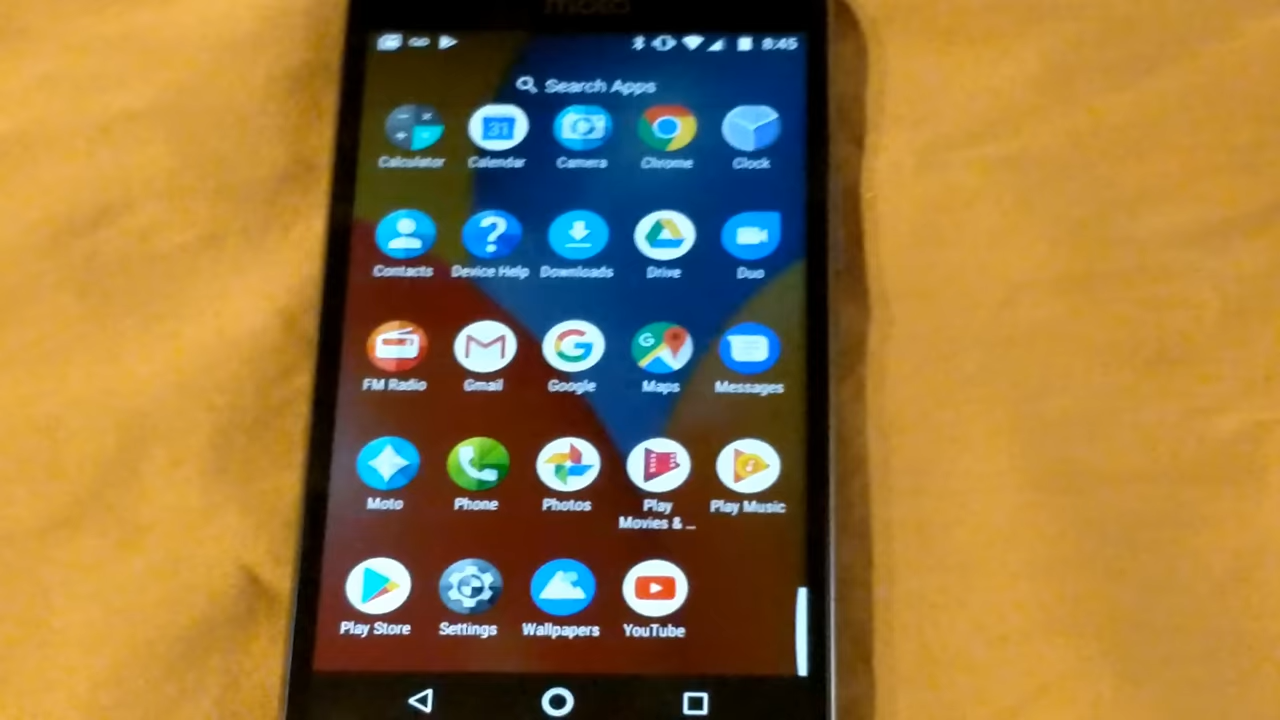 moto
8:45
Search Apps
Calculator Calendar Camera Chrome Clock
31
Contacts Device Help Downloads Drive Duo
FM Radio Gmail Google Maps Messages
Moto Phone Photos Play Movies & ... Play Music
Play Store Settings Wallpapers YouTube